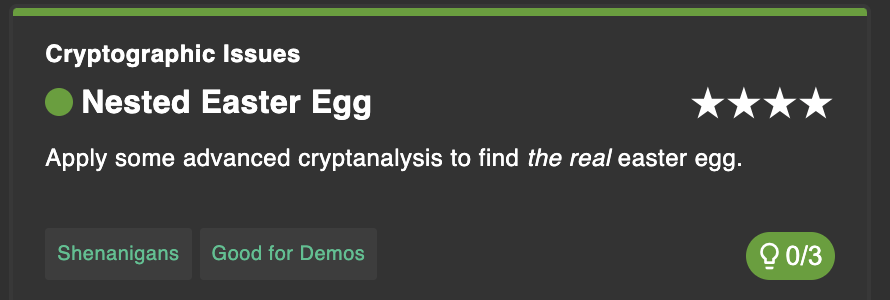 Cryptographic Issues
Nested Easter Egg
Apply some advanced cryptanalysis to find the real easter egg.
Shenanigans Good for Demos 0/3